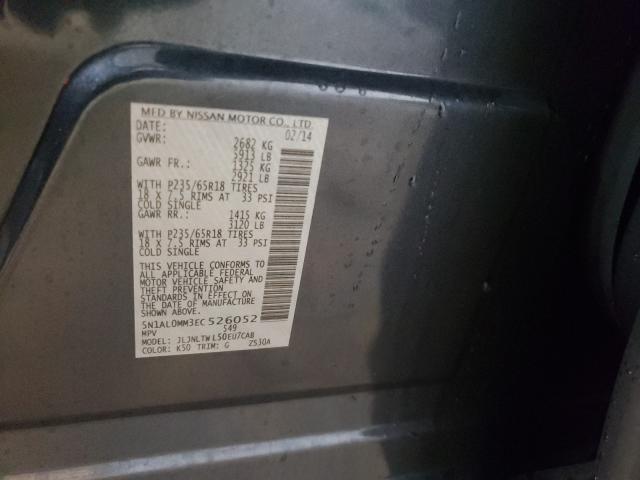 MFD BY NISSAN MOTOR CO., LTD.
DATE: 02/14
GVWR: 2682 KG
5913 LB
GAWR FR.: 1325 KG
2921 LB
WITH P235/65R18 TIRES
18 X 7.5 RIMS AT 33 PSI
COLD SINGLE
GAWR RR.: 1415 KG
3120 LB
WITH P235/65R18 TIRES
18 X 7.5 RIMS AT 33 PSI
COLD SINGLE
THIS VEHICLE CONFORMS TO
ALL APPLICABLE FEDERAL
MOTOR VEHICLE SAFETY AND
THEFT PREVENTION
STANDARDS IN EFFECT ON
THE DATE OF MANUFACTURE
SHOWN ABOVE.
5N1AL0MM3EC526052
MPV 549
MODEL: JLJNLTWL50EU7CAB
COLOR: K50 TRIM: G ZS30A